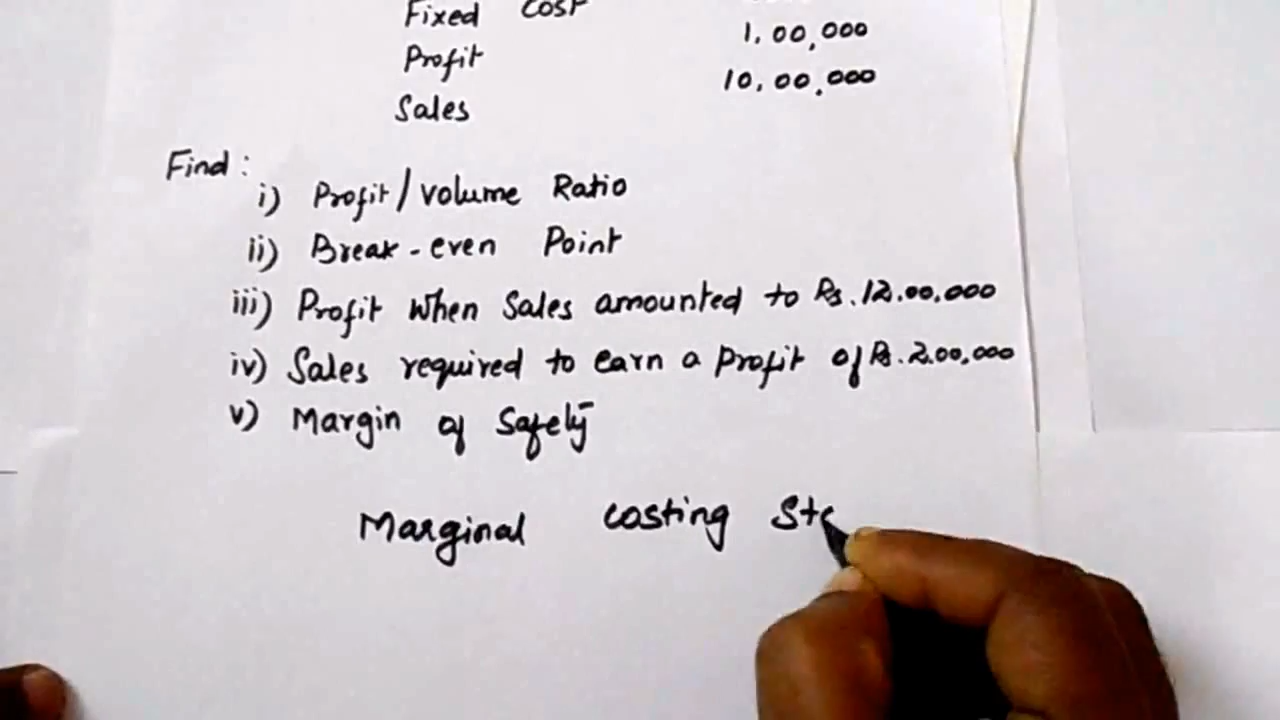 Fixed Cost
Profit 1,00,000
Sales 10,00,000
Find :
i) Profit/Volume Ratio
ii) Break-even Point
iii) Profit when Sales amounted to Rs. 12.00.000
iv) Sales required to earn a Profit of Rs. 2.00,000
v) Margin of Safety
Marginal Costing